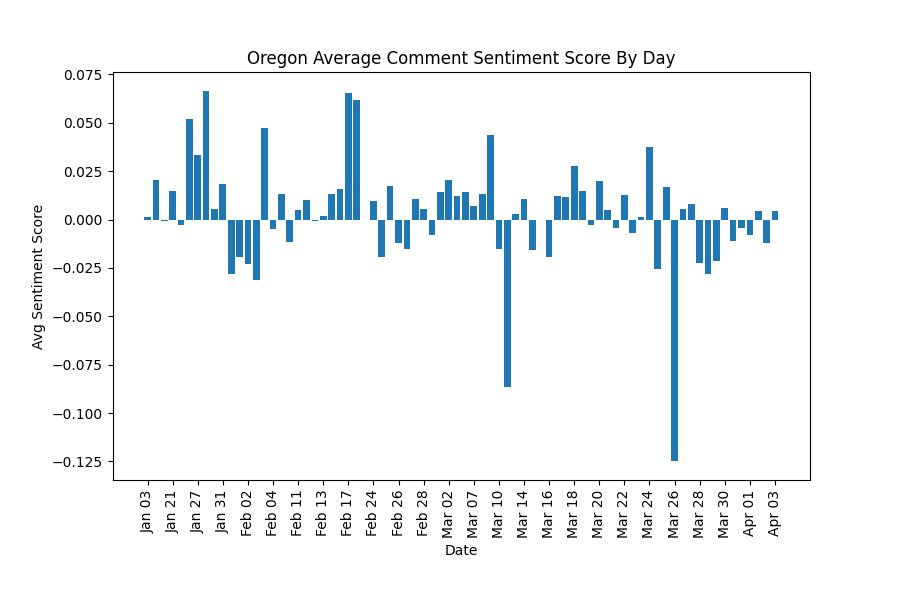 Oregon Average Comment Sentiment Score By Day
Avg Sentiment Score
0.075
0.050
0.025
0.000
−0.025
−0.050
−0.075
−0.100
−0.125
Jan 03
Jan 21
Jan 27
Jan 31
Feb 02
Feb 04
Feb 11
Feb 13
Feb 17
Feb 24
Feb 26
Feb 28
Mar 02
Mar 07
Mar 10
Mar 14
Mar 16
Mar 18
Mar 20
Mar 22
Mar 24
Mar 26
Mar 28
Mar 30
Apr 01
Apr 03
Date